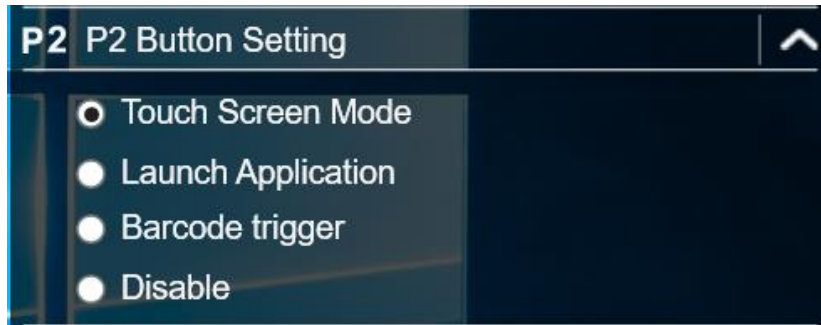 P2 P2 Button Setting
Touch Screen Mode
Launch Application
Barcode trigger
Disable